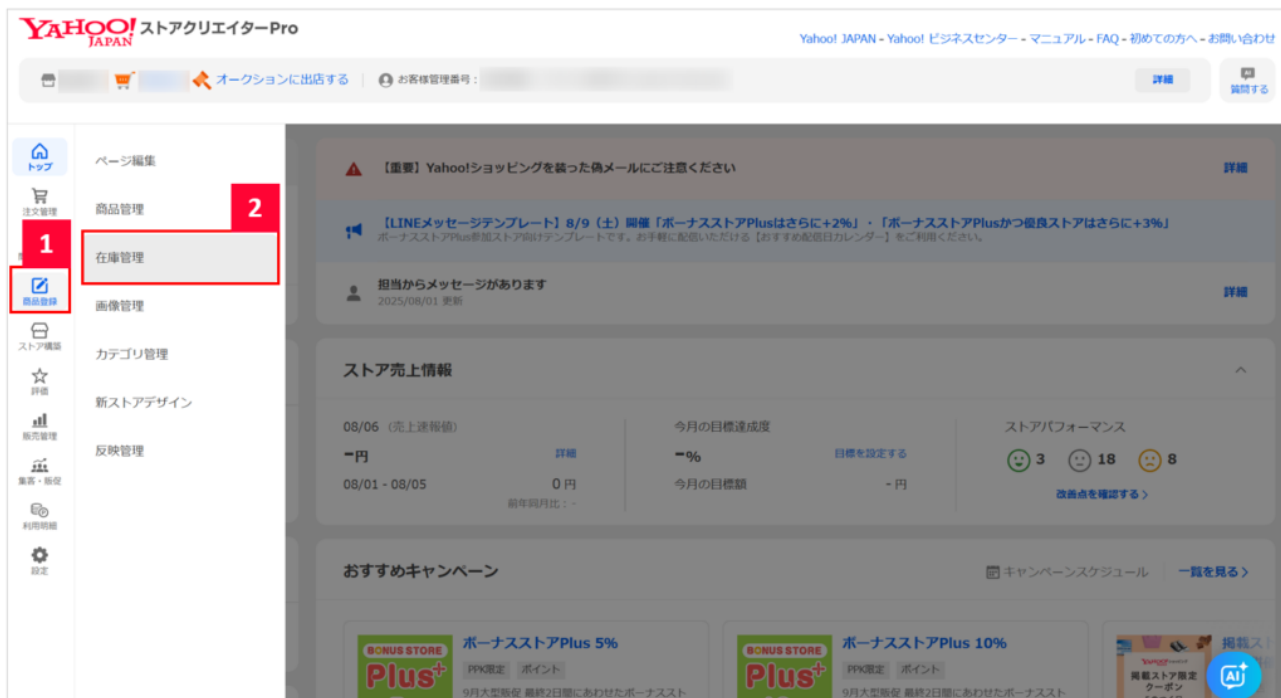 YAHOO! JAPAN ストアクリエイターPro
Yahoo! JAPAN - Yahoo! ビジネスセンター - マニュアル - FAQ - 初めての方へ - お問い合わせ
オークションに出店する お客様管理番号：
詳細
AI
質問する
トップ
注文管理
1
商品登録
ストア構築
評価
販売管理
集客・販促
利用明細
設定
ページ編集
商品管理
2
在庫管理
画像管理
カテゴリ管理
新ストアデザイン
反映管理
【重要】Yahoo!ショッピングを装った偽メールにご注意ください 詳細
【LINEメッセージテンプレート】8/9（土）開催「ボーナスストアPlusはさらに+2%」・「ボーナスストアPlusかつ優良ストアはさらに+3%」
ボーナスストアPlus参加ストア向けテンプレートです。お手軽に配信いただける【おすすめ配信日カレンダー】をご利用ください。
担当からメッセージがあります
2025/08/01 更新
詳細
ストア売上情報
08/06（売上速報値）
-円 詳細
08/01 - 08/05 0 円
前年同月比：-
今月の目標達成度
-% 目標を設定する
今月の目標額 - 円
ストアパフォーマンス
3 18 8
改善点を確認する
おすすめキャンペーン
キャンペーンスケジュール 一覧を見る
BONUS STORE
Plus+
ボーナスストアPlus 5%
PPK限定 ポイント
9月大型販促 最終2日間にあわせたボーナススト
BONUS STORE
Plus+
ボーナスストアPlus 10%
PPK限定 ポイント
9月大型販促 最終2日間にあわせたボーナススト
掲載ストア限定
クーポン
掲載ス
AI